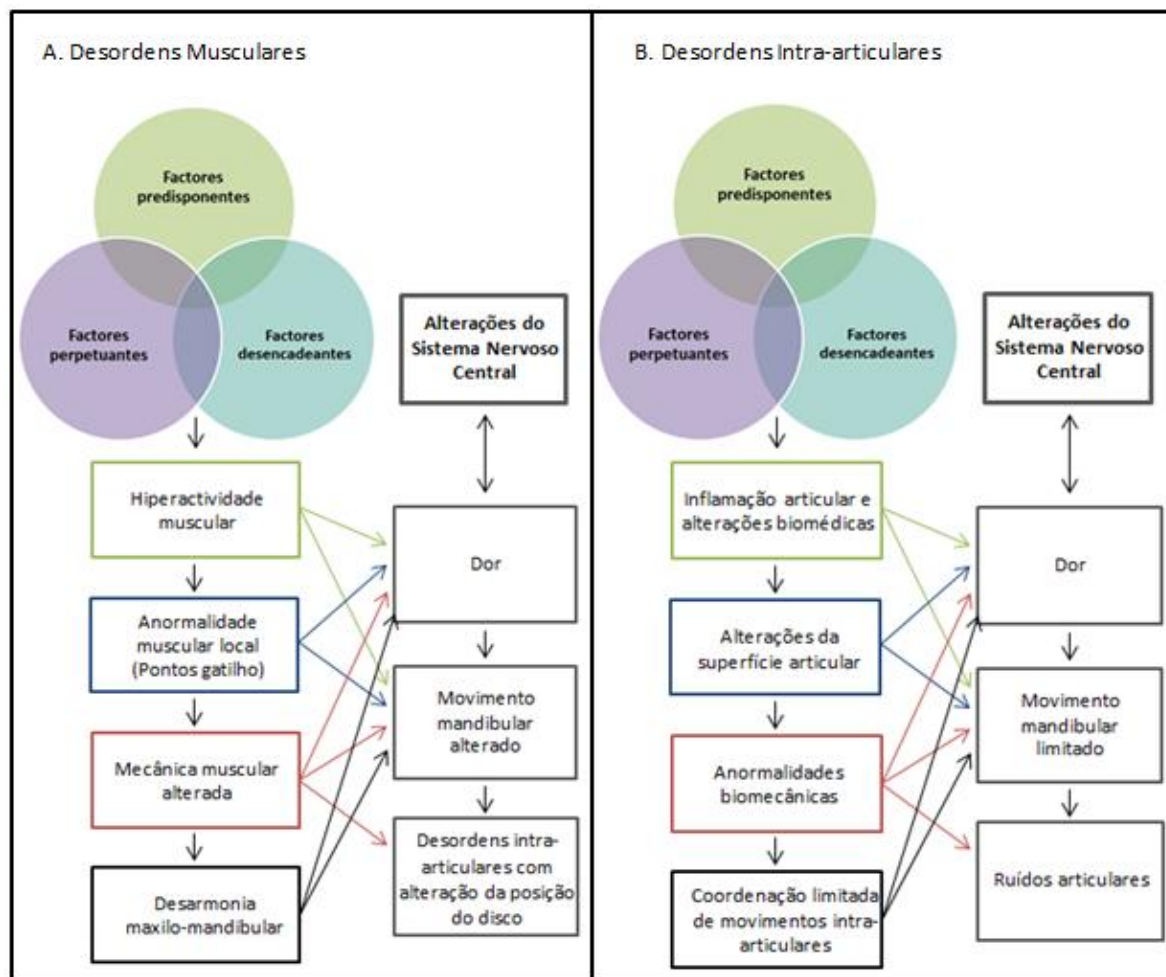 A. Desordens Musculares
Factores
predisponentes
Factores
perpetuantes
Factores
desencadeantes
Alterações do
Sistema Nervoso
Central
Hiperactividade
muscular
Dor
Anormalidade
muscular local
(Pontos gatilho)
Movimento
mandibular
alterado
Mecânica muscular
alterada
Desordens intra-
articulares com
alteração da posição
do disco
Desarmonia
maxilo-mandibular
B. Desordens Intra-articulares
Factores
predisponentes
Factores
perpetuantes
Factores
desencadeantes
Alterações do
Sistema Nervoso
Central
Inflamação articular e
alterações biomédicas
Dor
Alterações da
superfície articular
Movimento
mandibular
limitado
Anormalidades
biomecânicas
Ruídos articulares
Coordenação limitada
de movimentos intra-
articulares